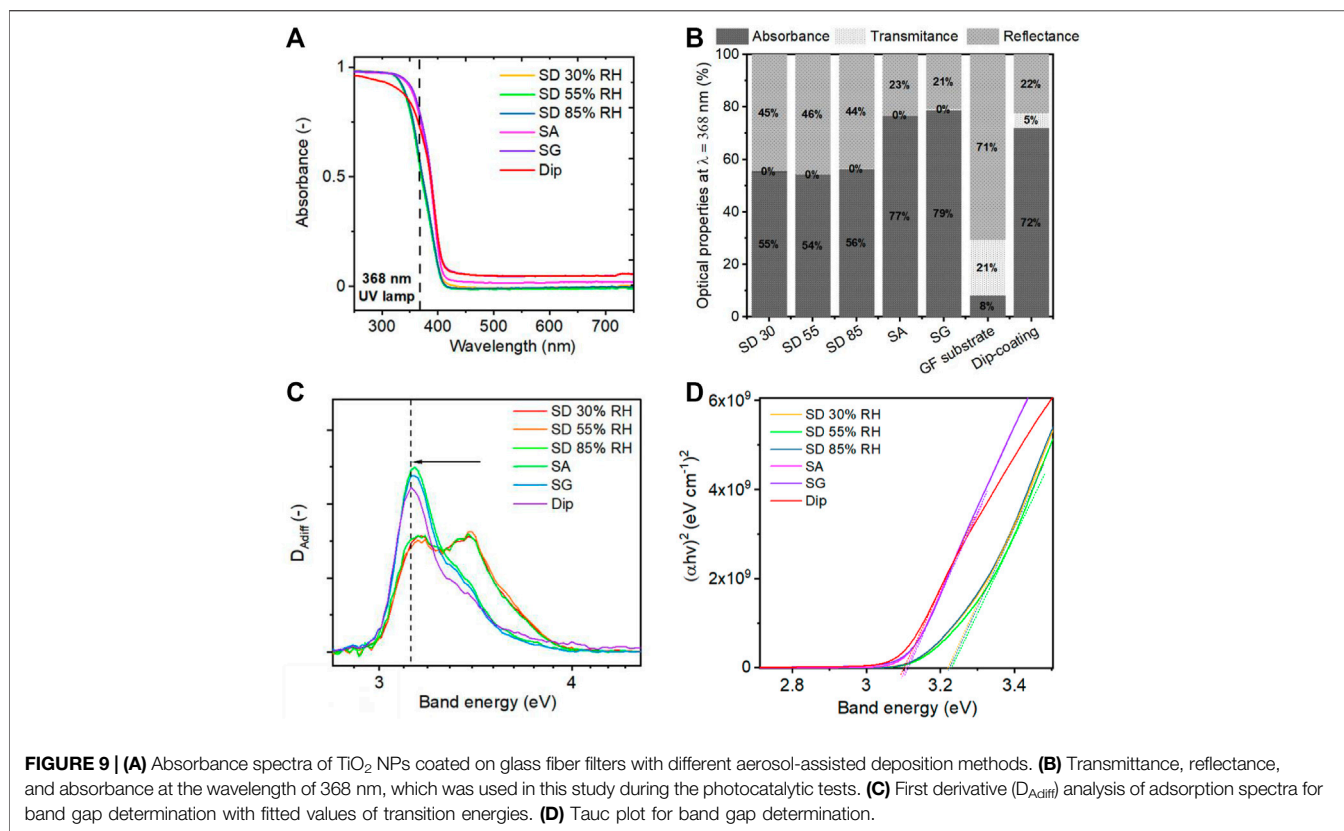 A
Absorbance (-)
1
0.5
0
SD 30% RH
SD 55% RH
SD 85% RH
SA
SG
Dip
368 nm
UV lamp
300 400 500 600 700
Wavelength (nm)
B
Absorbance Transmitance Reflectance
Optical properties at λ = 368 nm (%)
100
80
60
40
20
0
45% 46% 44% 23% 21% 71% 22%
0% 0% 0% 0% 0% 21% 5%
55% 54% 56% 77% 79% 8% 72%
SD 30 SD 55 SD 85 SA SG GF substrate Dip-coating
C
D_Adiff (-)
SD 30% RH
SD 55% RH
SD 85% RH
SA
SG
Dip
3 4
Band energy (eV)
D
(αhν)² (eV cm⁻¹)²
6x10⁹
4x10⁹
2x10⁹
0
SD 30% RH
SD 55% RH
SD 85% RH
SA
SG
Dip
2.8 3 3.2 3.4
Band energy (eV)
FIGURE 9 | (A) Absorbance spectra of TiO₂ NPs coated on glass fiber filters with different aerosol-assisted deposition methods. (B) Transmittance, reflectance,
and absorbance at the wavelength of 368 nm, which was used in this study during the photocatalytic tests. (C) First derivative (D_Adiff) analysis of adsorption spectra for
band gap determination with fitted values of transition energies. (D) Tauc plot for band gap determination.